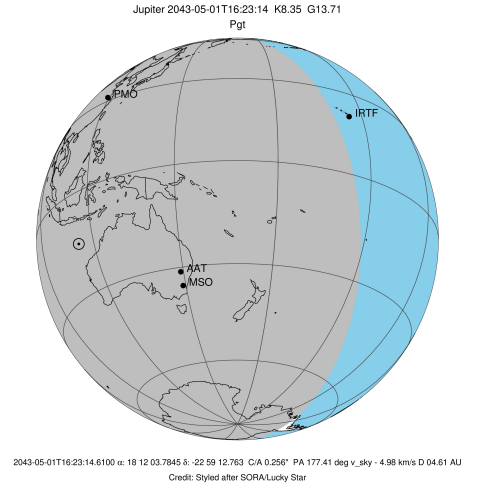 Jupiter 2043-05-01T16:23:14 K8.35 G13.71
Pgt
PMO
IRTF
AAT
MSO
2043-05-01T16:23:14.6100 α: 18 12 03.7845 δ: -22 59 12.763 C/A 0.256" PA 177.41 deg v_sky - 4.98 km/s D 04.61 AU
Credit: Styled after SORA/Lucky Star